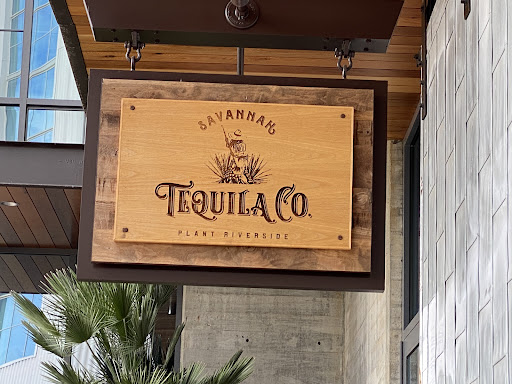 SAVANNAH
TEQUILA CO.
PLANT RIVERSIDE